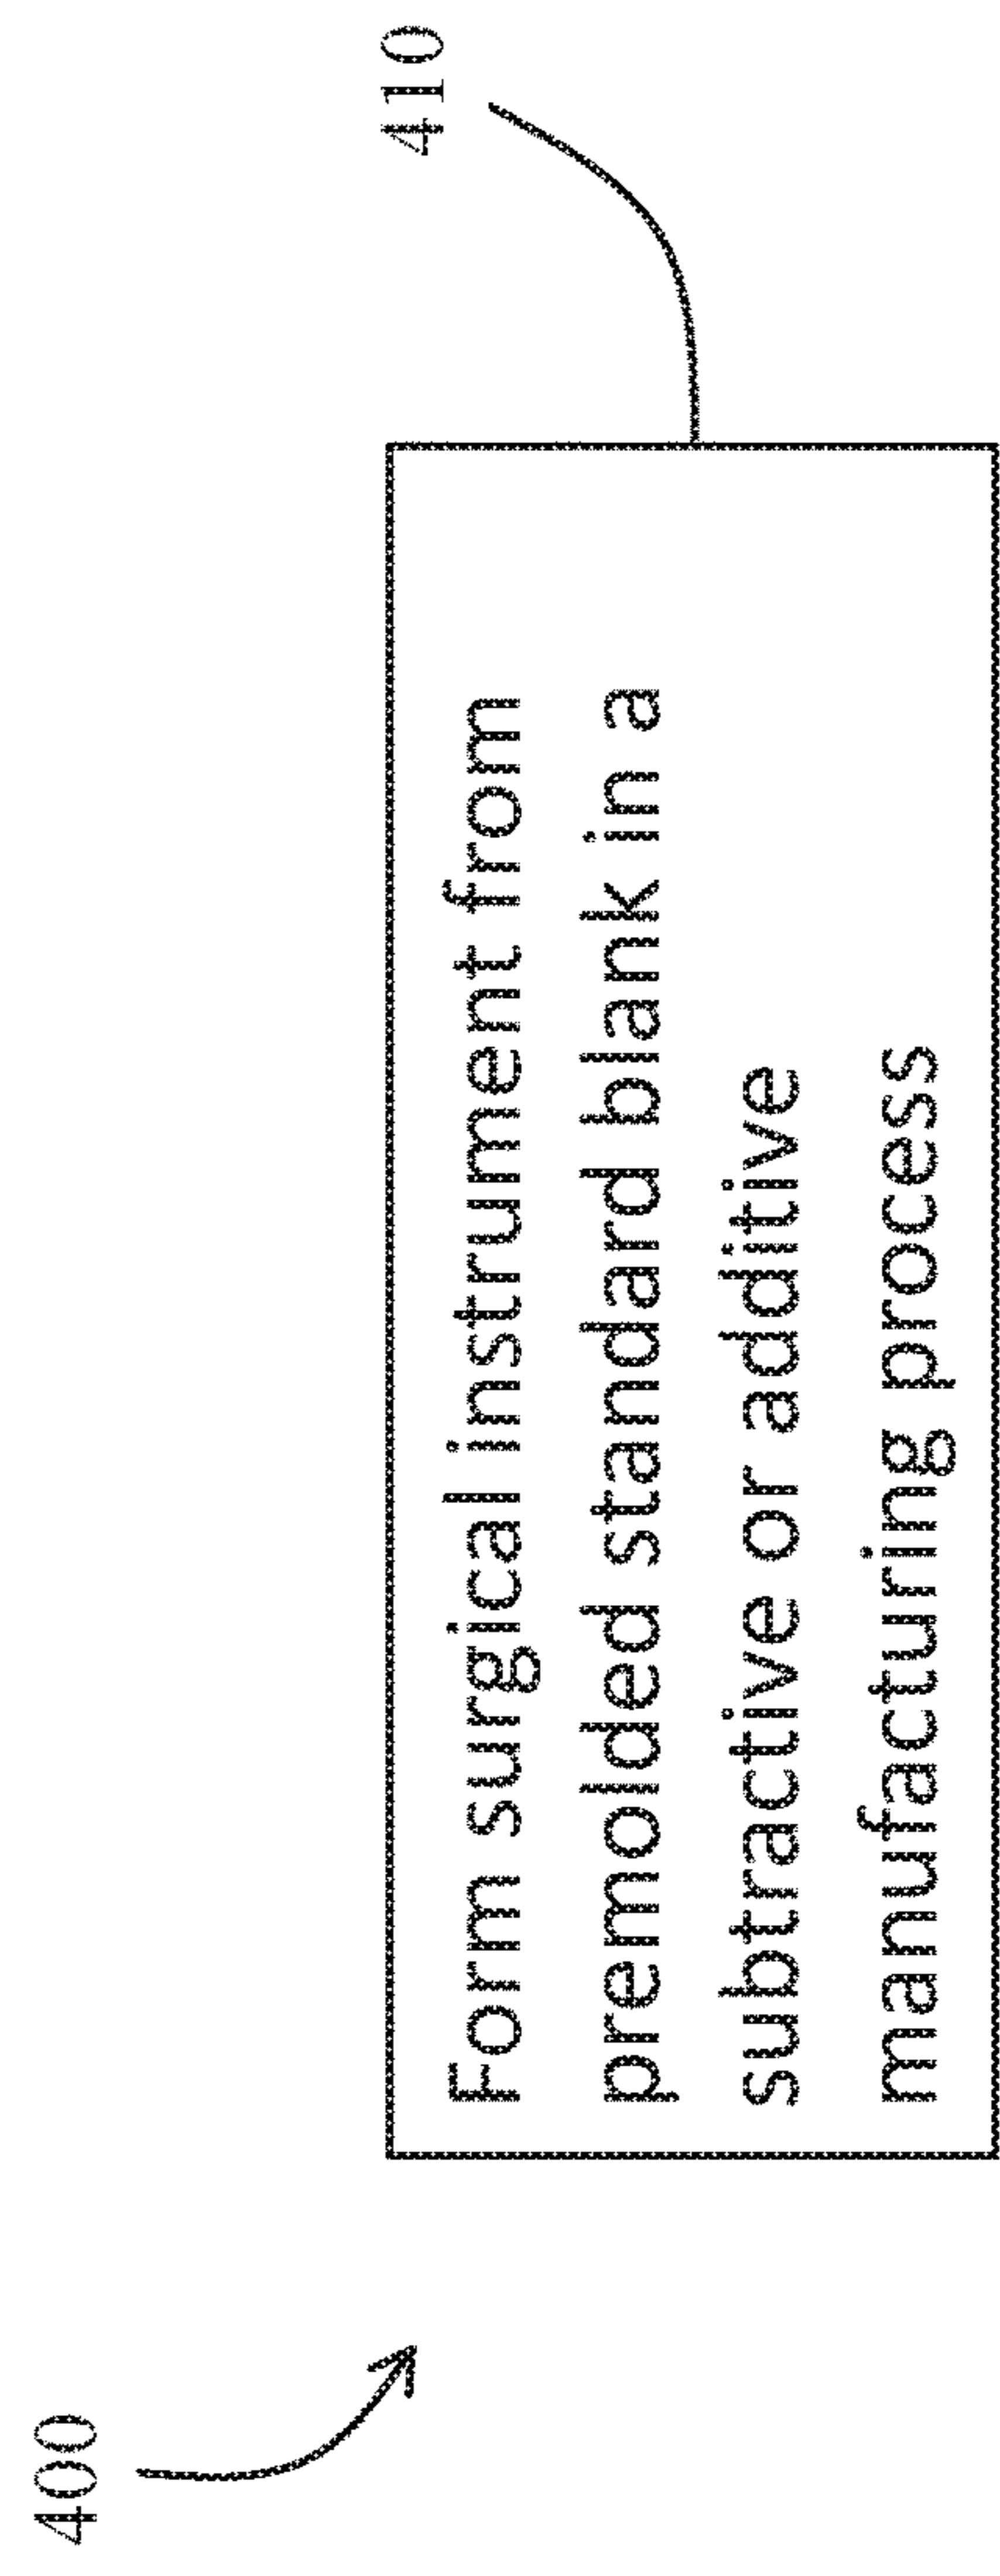 400
410
Form surgical instrument from
premolded standard blank in a
subtractive or additive
manufacturing process